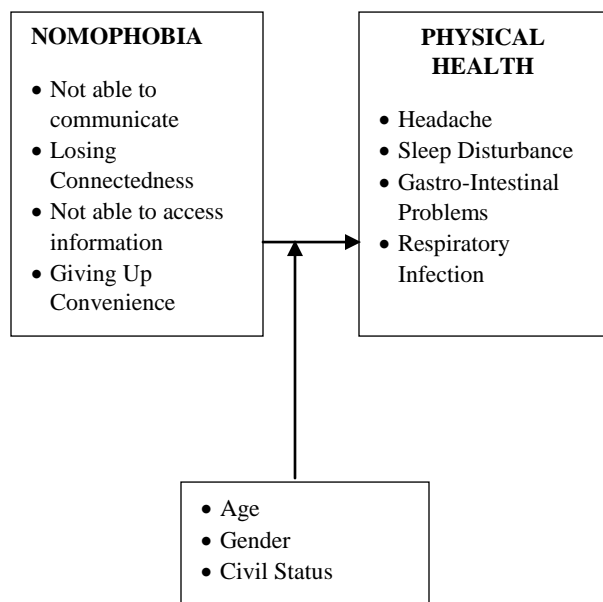 NOMOPHOBIA
• Not able to
communicate
• Losing
Connectedness
• Not able to access
information
• Giving Up
Convenience
PHYSICAL
HEALTH
• Headache
• Sleep Disturbance
• Gastro-Intestinal
Problems
• Respiratory
Infection
• Age
• Gender
• Civil Status